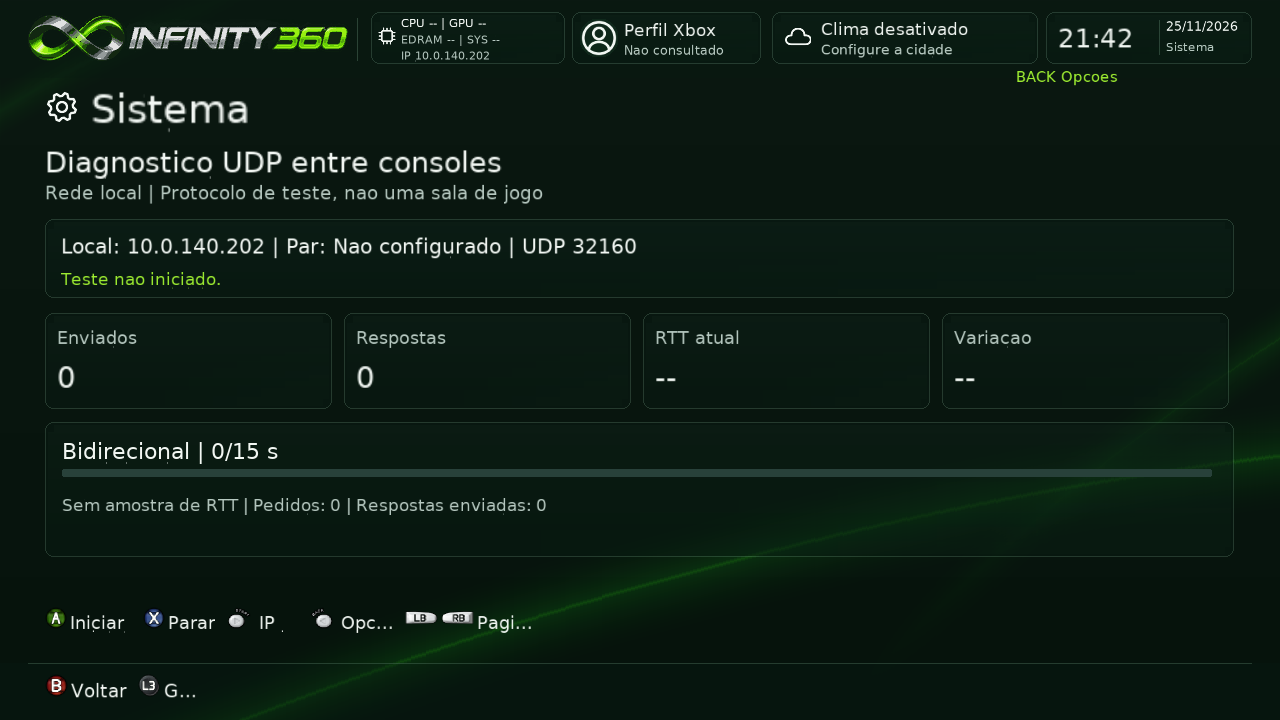 INFINITY 360
CPU -- | GPU --
EDRAM -- | SYS --
IP 10.0.140.202
Perfil Xbox
Nao consultado
Clima desativado
Configure a cidade
21:42
25/11/2026
Sistema
BACK Opcoes
Sistema
Diagnostico UDP entre consoles
Rede local | Protocolo de teste, nao uma sala de jogo
Local: 10.0.140.202 | Par: Nao configurado | UDP 32160
Teste nao iniciado.
Enviados
0
Respostas
0
RTT atual
--
Variacao
--
Bidirecional | 0/15 s
Sem amostra de RTT | Pedidos: 0 | Respostas enviadas: 0
A Iniciar X Parar START IP BACK Opc... LB RB Pagi...
B Voltar L3 G...